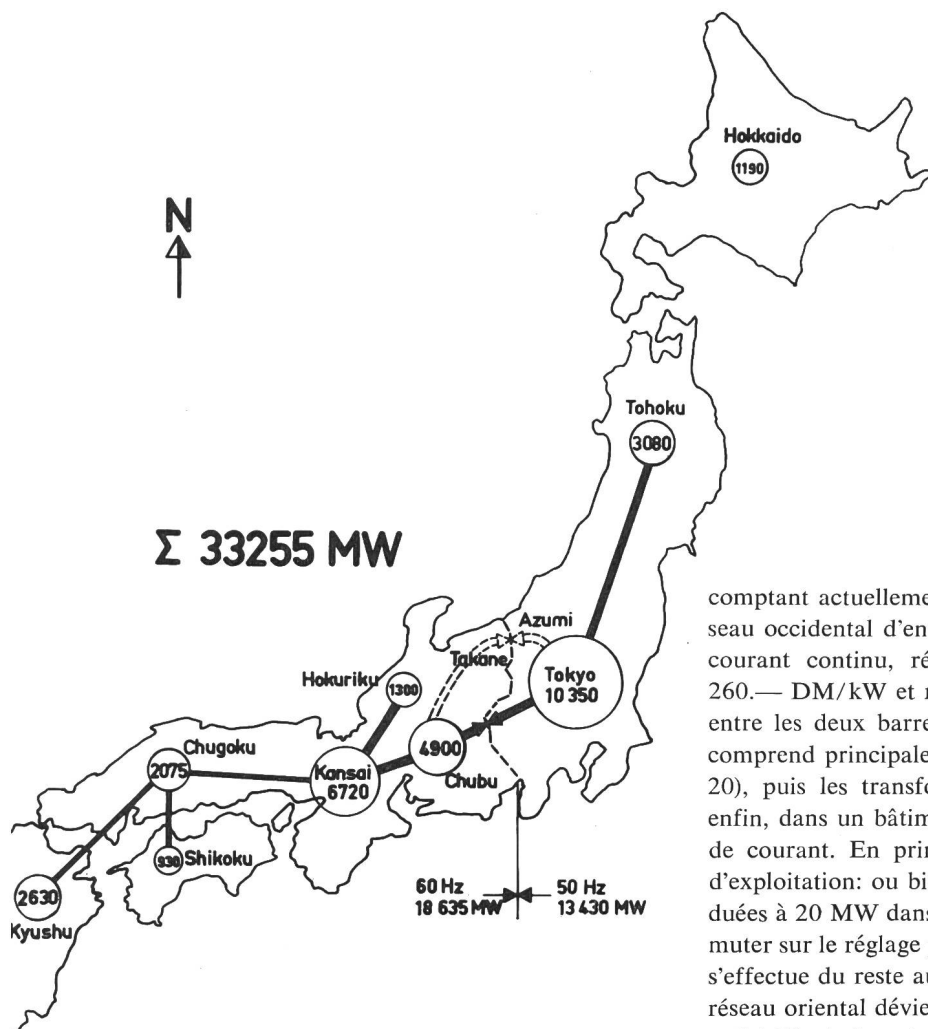 Hokkaido
1190
N
Tohoku
3080
Σ 33255 MW
Azumi
Takane
Tokyo
10 350
Hokuriku
1300
4900
Chubu
Chugoku
2075
Kansai
6720
930 Shikoku
2630
Kyushu
60 Hz
18 635 MW
50 Hz
13 430 MW
comptant actuellement
seau occidental d'en
courant continu, ré
260.— DM/kW et
entre les deux barre
comprend principale
20), puis les transfo
enfin, dans un bâtim
de courant. En prin
d'exploitation: ou bi
duées à 20 MW dans
muter sur le réglage
s'effectue du reste au
réseau oriental dévie